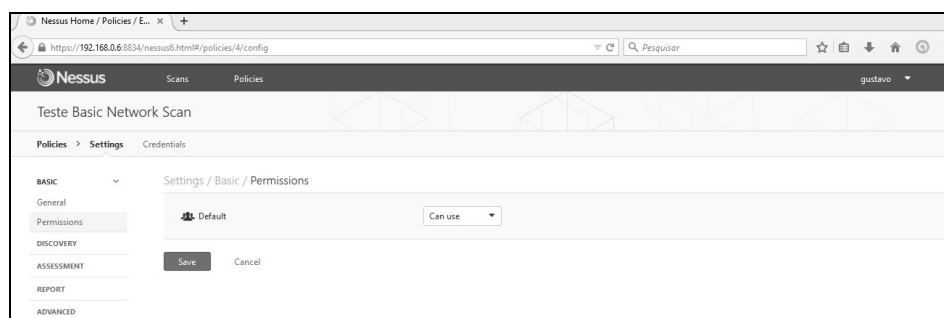 Nessus Home / Policies / E... × +
https://192.168.0.6:8834/nessus6.html#/policies/4/config
Pesquisar
Nessus Scans Policies gustavo
Teste Basic Network Scan
Policies > Settings Credentials
BASIC
General
Permissions
DISCOVERY
ASSESSMENT
REPORT
ADVANCED
Settings / Basic / Permissions
Default Can use
Save Cancel